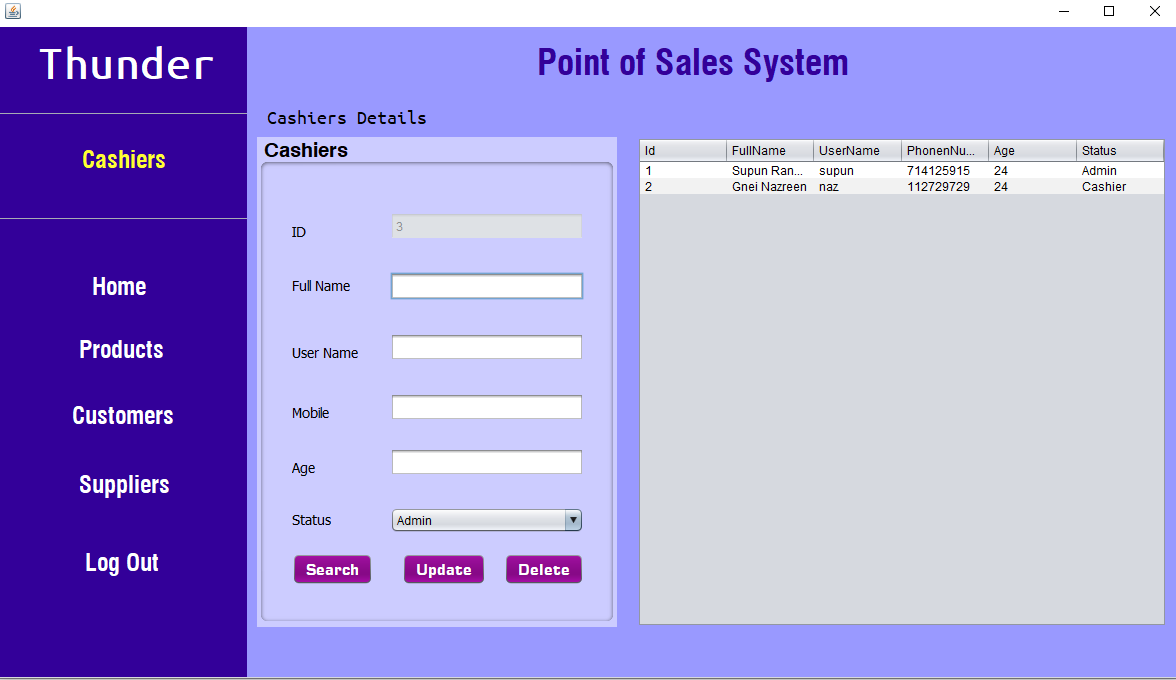 Thunder
Point of Sales System
Cashiers Details
Cashiers
Home
Products
Customers
Suppliers
Log Out
Cashiers
ID 3
Full Name
User Name
Mobile
Age
Status Admin
Search Update Delete
Id FullName UserName PhonenNu... Age Status
1 Supun Ran... supun 714125915 24 Admin
2 Gnei Nazreen naz 112729729 24 Cashier